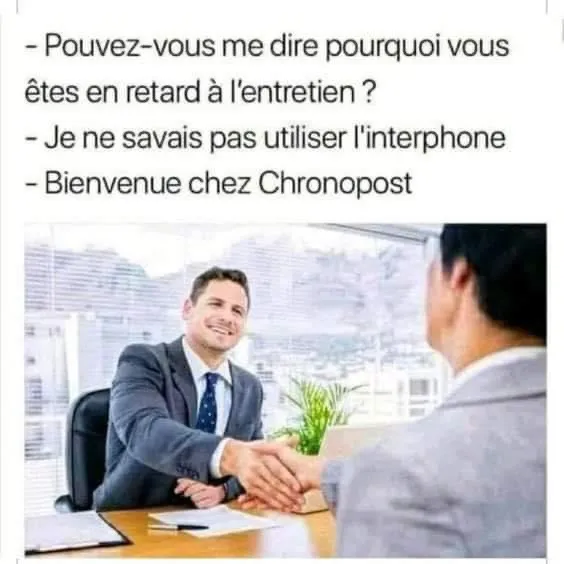 - Pouvez-vous me dire pourquoi vous
êtes en retard à l'entretien ?
- Je ne savais pas utiliser l'interphone
- Bienvenue chez Chronopost